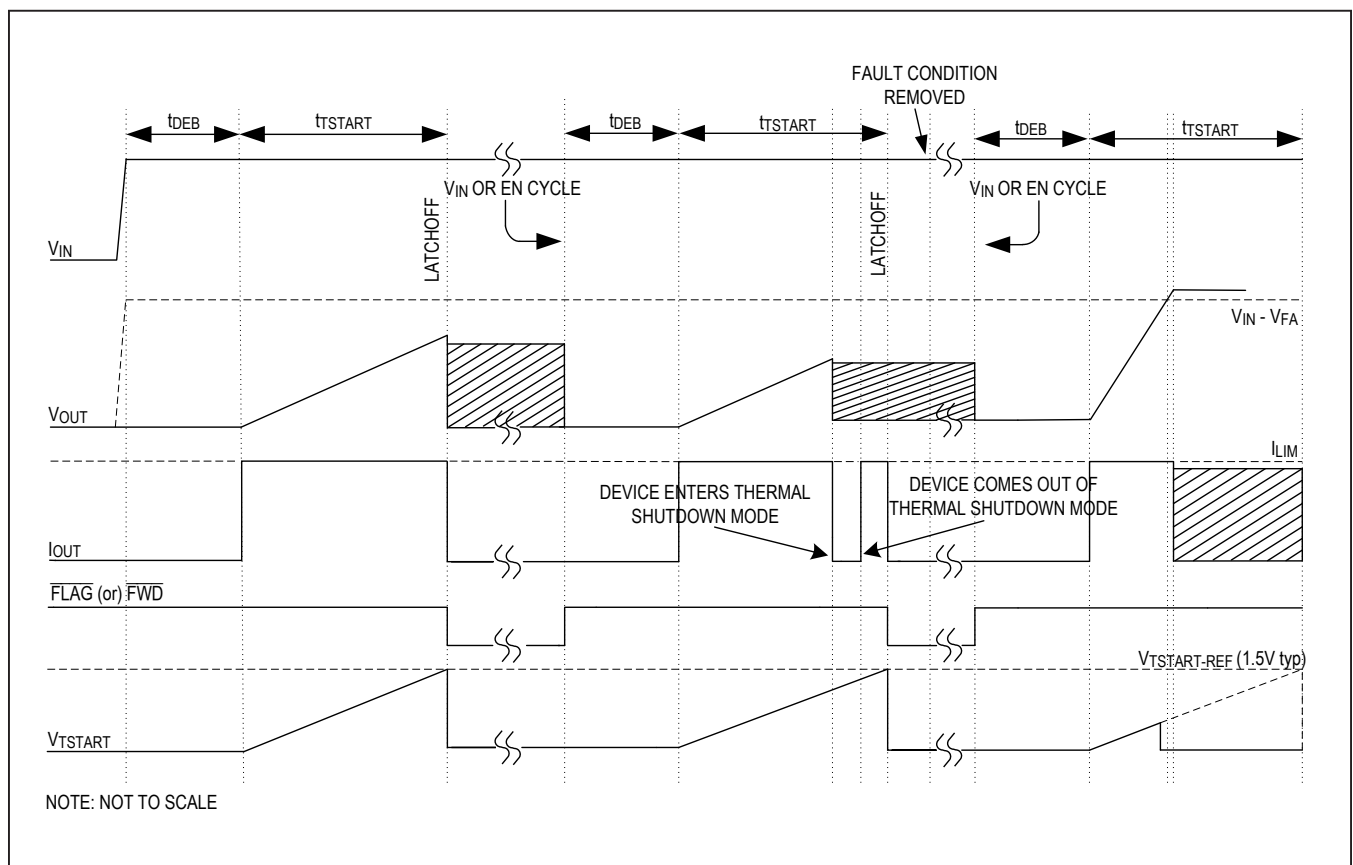 FAULT CONDITION
REMOVED
tDEB
tTSTART
tDEB
tTSTART
tDEB
tTSTART
VIN OR EN CYCLE
VIN OR EN CYCLE
LATCHOFF
LATCHOFF
VIN
VIN - VFA
VOUT
ILIM
DEVICE ENTERS THERMAL
SHUTDOWN MODE
DEVICE COMES OUT OF
THERMAL SHUTDOWN MODE
IOUT
FLAG (or) FWD
VTSTART-REF (1.5V typ)
VTSTART
NOTE: NOT TO SCALE